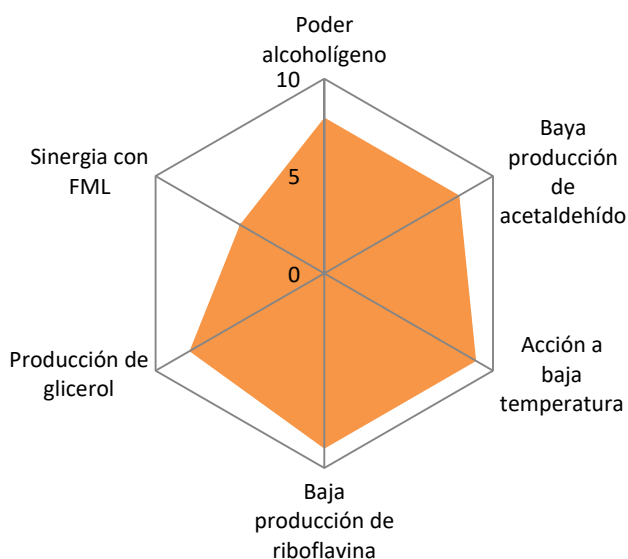 Poder
alcoholígeno
10
Baya
producción
de
acetaldehído
Sinergia con
FML
5
0
Producción de
glicerol
Acción a
baja
temperatura
Baja
producción de
riboflavina